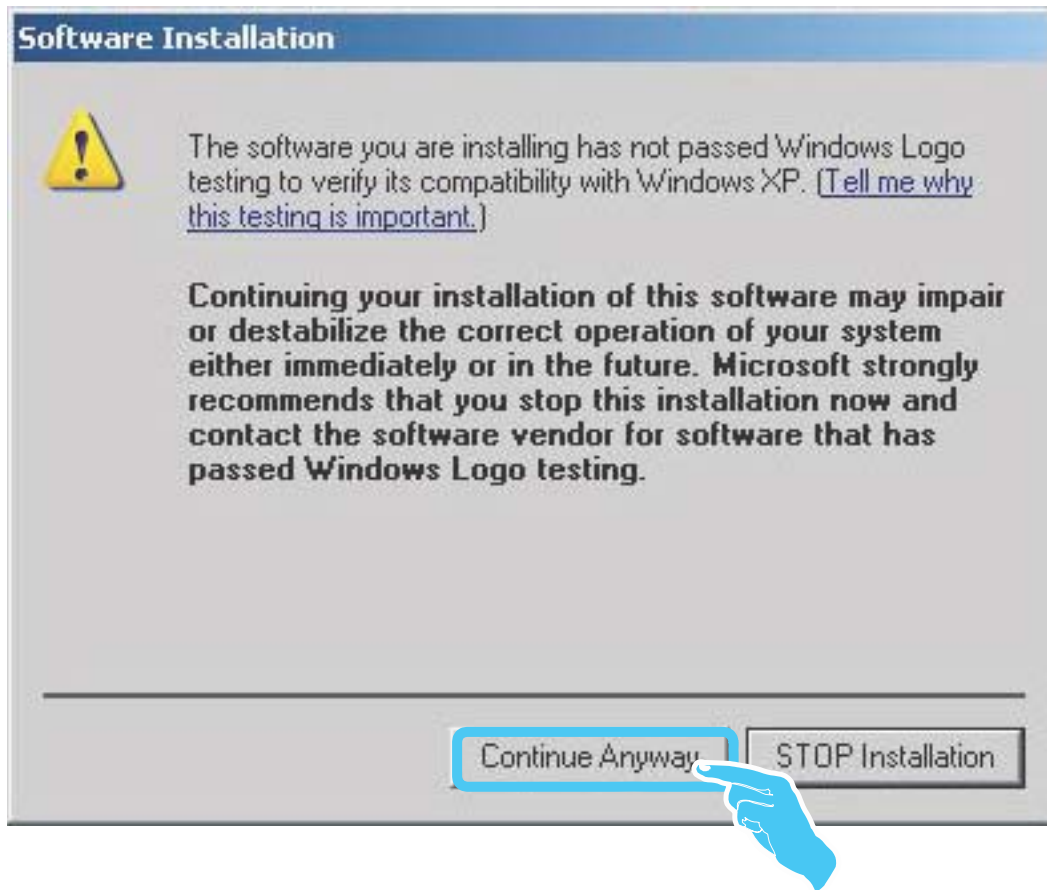 Software Installation
The software you are installing has not passed Windows Logo
testing to verify its compatibility with Windows XP. (Tell me why
this testing is important.)
Continuing your installation of this software may impair
or destabilize the correct operation of your system
either immediately or in the future. Microsoft strongly
recommends that you stop this installation now and
contact the software vendor for software that has
passed Windows Logo testing.
Continue Anyway
STOP Installation